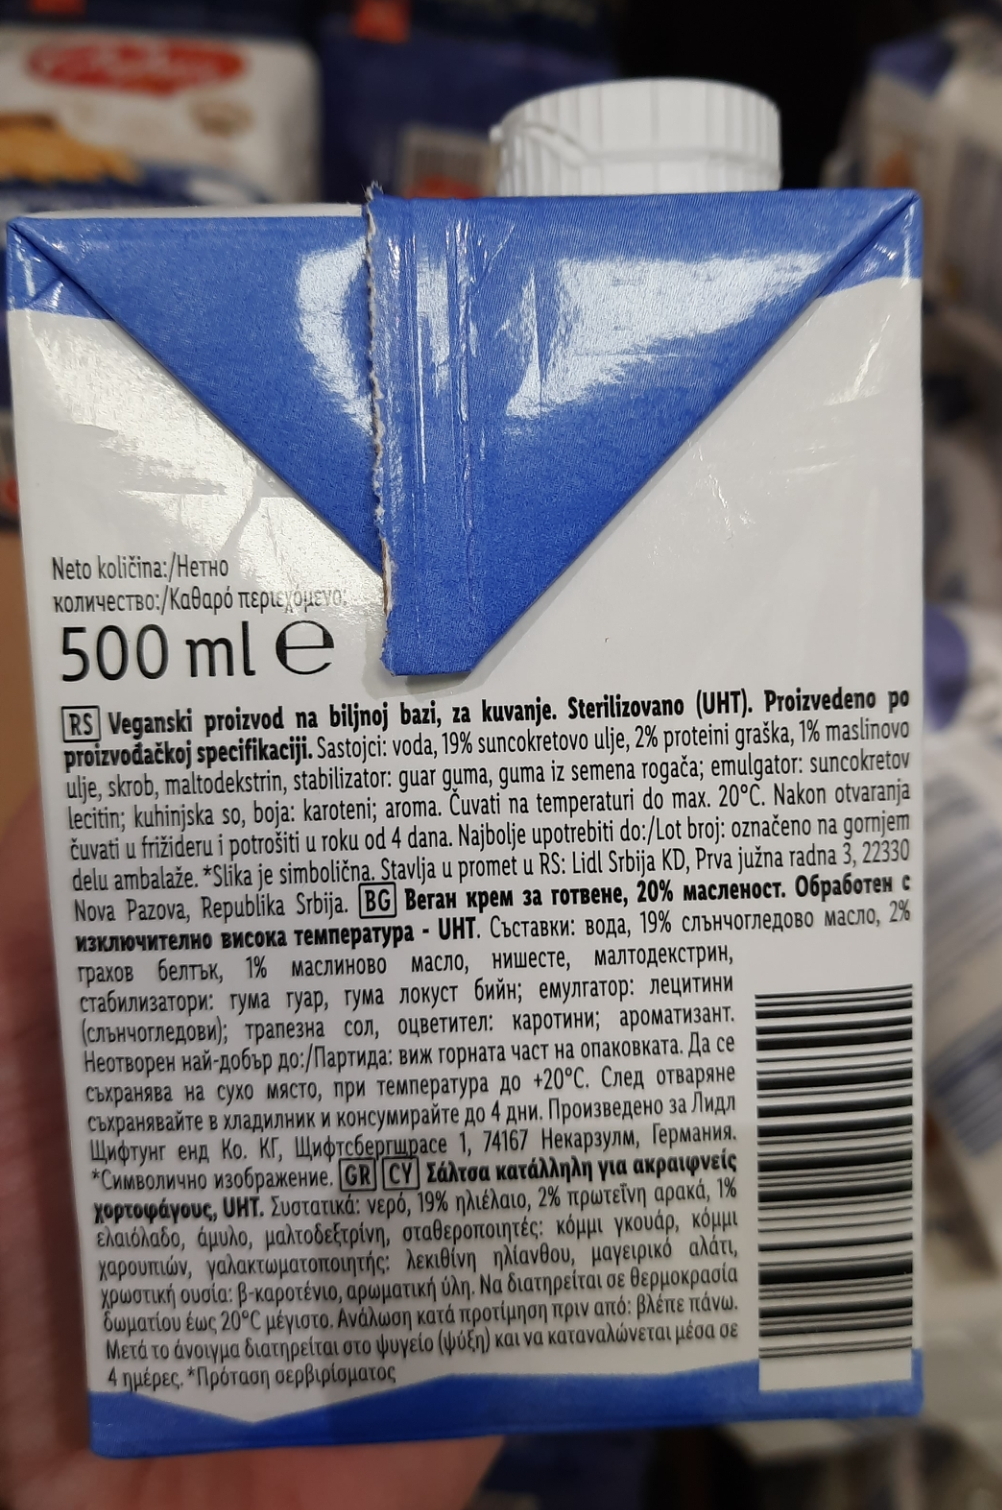 Neto količina:/Нетно
количество:/Καθαρό περιεχόμενο:
500 ml e
RS Veganski proizvod na biljnoj bazi, za kuvanje. Sterilizovano (UHT). Proizvedeno po
proizvođačkoj specifikaciji. Sastojci: voda, 19% suncokretovo ulje, 2% proteini graška, 1% maslinovo
ulje, skrob, maltodekstrin, stabilizator: guar guma, guma iz semena rogača; emulgator: suncokretov
lecitin; kuhinjska so, boja: karoteni; aroma. Čuvati na temperaturi do max. 20°C. Nakon otvaranja
čuvati u frižideru i potrošiti u roku od 4 dana. Najbolje upotrebiti do:/Lot broj: označeno na gornjem
delu ambalaže. *Slika je simbolična. Stavlja u promet u RS: Lidl Srbija KD, Prva južna radna 3, 22330
Nova Pazova, Republika Srbija. BG Веган крем за готвене, 20% масленост. Обработен с
изключително висока температура - UHT. Съставки: вода, 19% слънчогледово масло, 2%
грахов белтък, 1% маслиново масло, нишесте, малтодекстрин,
стабилизатори: гума гуар, гума локуст бийн; емулгатор: лецитини
(слънчогледови); трапезна сол, оцветител: каротини; ароматизант.
Неотворен най-добър до:/Партида: виж горната част на опаковката. Да се
съхранява на сухо място, при температура до +20°C. След отваряне
съхранявайте в хладилник и консумирайте до 4 дни. Произведено за Лидл
Щифтунг енд Ко. КГ, Щифтсбергщрасе 1, 74167 Некарзулм, Германия.
*Символично изображение. GR CY Σάλτσα κατάλληλη για ακραιφνείς
χορτοφάγους, UHT. Συστατικά: νερό, 19% ηλιέλαιο, 2% πρωτεΐνη αρακά, 1%
ελαιόλαδο, άμυλο, μαλτοδεξτρίνη, σταθεροποιητές: κόμμι γκουάρ, κόμμι
χαρουπιών, γαλακτωματοποιητής: λεκιθίνη ηλίανθου, μαγειρικό αλάτι,
χρωστική ουσία: β-καροτένιο, αρωματική ύλη. Να διατηρείται σε θερμοκρασία
δωματίου έως 20°C μέγιστο. Ανάλωση κατά προτίμηση πριν από: βλέπε πάνω.
Μετά το άνοιγμα διατηρείται στο ψυγείο (ψύξη) και να καταναλώνεται μέσα σε
4 ημέρες. *Πρόταση σερβιρίσματος